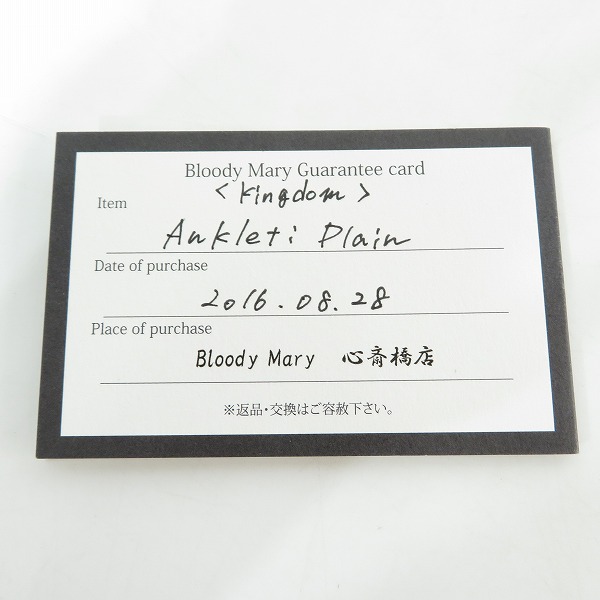 Bloody Mary Guarantee card
<Kingdom>
Item
Anklet: Plain
Date of purchase
2016.08.28
Place of purchase
Bloody Mary 心斎橋店
※返品・交換はご容赦下さい。